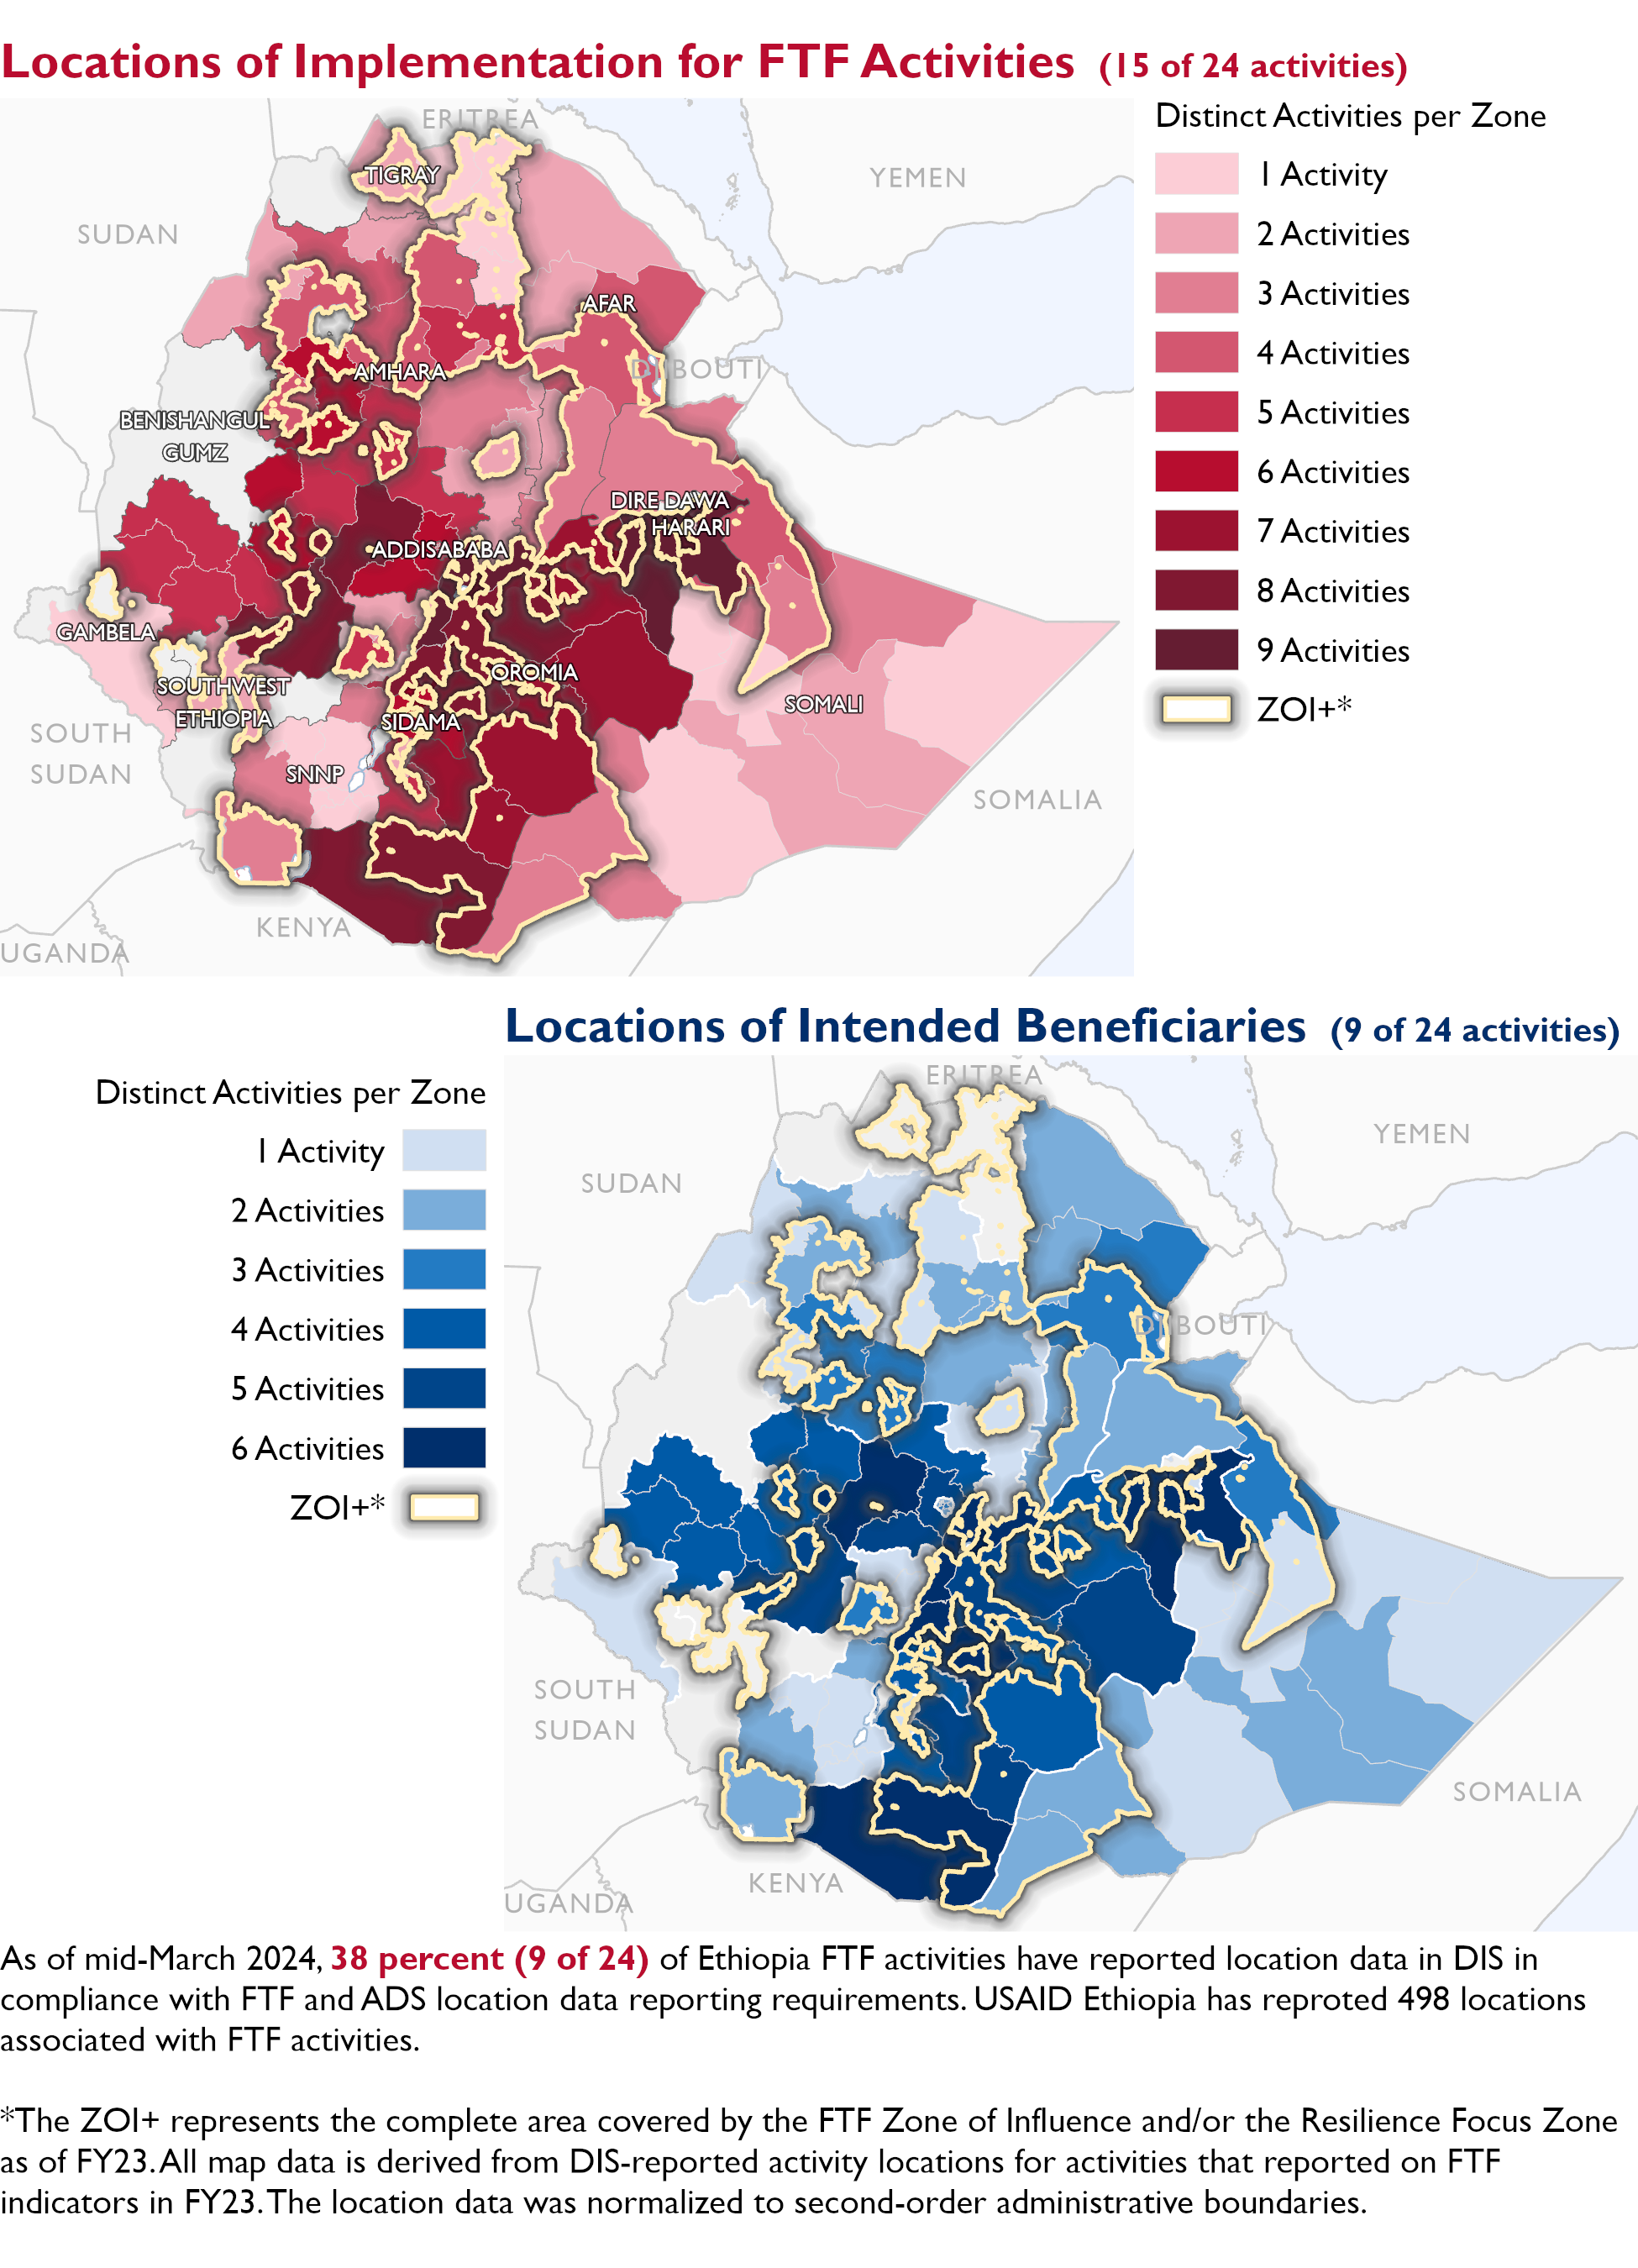 Locations of Implementation for FTF Activities (15 of 24 activities)
Distinct Activities per Zone
1 Activity
2 Activities
3 Activities
4 Activities
5 Activities
6 Activities
7 Activities
8 Activities
9 Activities
ZOI+*
ERITREA
YEMEN
TIGRAY
SUDAN
AFAR
DJIBOUTI
AMHARA
BENISHANGUL
GUMZ
DIRE DAWA
HARARI
ADDISABABA
GAMBELA
OROMIA
SOUTHWEST
ETHIOPIA
SOMALI
SIDAMA
SOUTH
SUDAN
SNNP
SOMALIA
KENYA
UGANDA
Locations of Intended Beneficiaries (9 of 24 activities)
Distinct Activities per Zone
1 Activity
2 Activities
3 Activities
4 Activities
5 Activities
6 Activities
ZOI+*
ERITREA
YEMEN
SUDAN
DJIBOUTI
SOUTH
SUDAN
SOMALIA
KENYA
UGANDA
As of mid-March 2024, 38 percent (9 of 24) of Ethiopia FTF activities have reported location data in DIS in
compliance with FTF and ADS location data reporting requirements. USAID Ethiopia has reproted 498 locations
associated with FTF activities.
*The ZOI+ represents the complete area covered by the FTF Zone of Influence and/or the Resilience Focus Zone
as of FY23. All map data is derived from DIS-reported activity locations for activities that reported on FTF
indicators in FY23. The location data was normalized to second-order administrative boundaries.